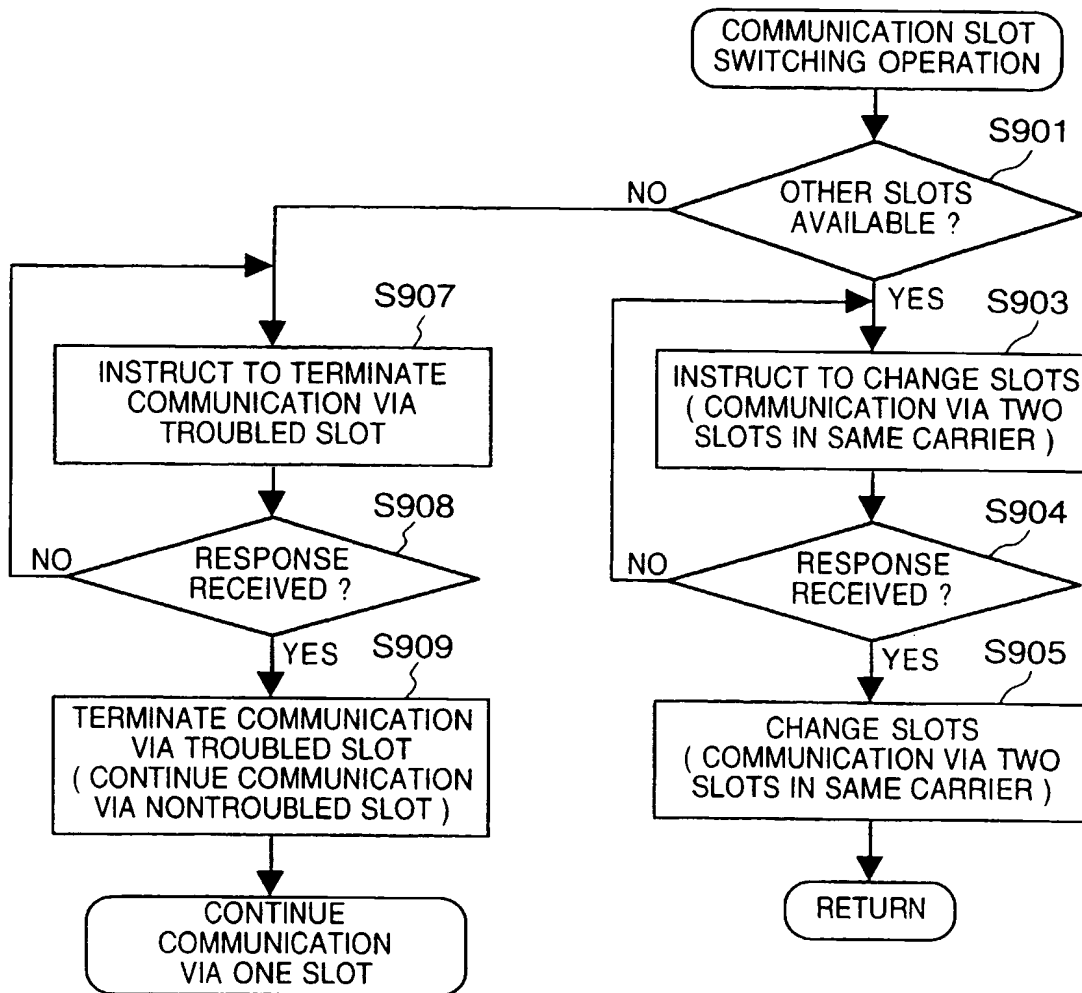 COMMUNICATION SLOT
SWITCHING OPERATION
S901
OTHER SLOTS
AVAILABLE ?
NO
YES
S907
INSTRUCT TO TERMINATE
COMMUNICATION VIA
TROUBLED SLOT
S903
INSTRUCT TO CHANGE SLOTS
( COMMUNICATION VIA TWO
SLOTS IN SAME CARRIER )
S908
RESPONSE
RECEIVED ?
NO
YES
S904
RESPONSE
RECEIVED ?
NO
YES
S909
TERMINATE COMMUNICATION
VIA TROUBLED SLOT
( CONTINUE COMMUNICATION
VIA NONTROUBLED SLOT )
S905
CHANGE SLOTS
( COMMUNICATION VIA TWO
SLOTS IN SAME CARRIER )
CONTINUE
COMMUNICATION
VIA ONE SLOT
RETURN